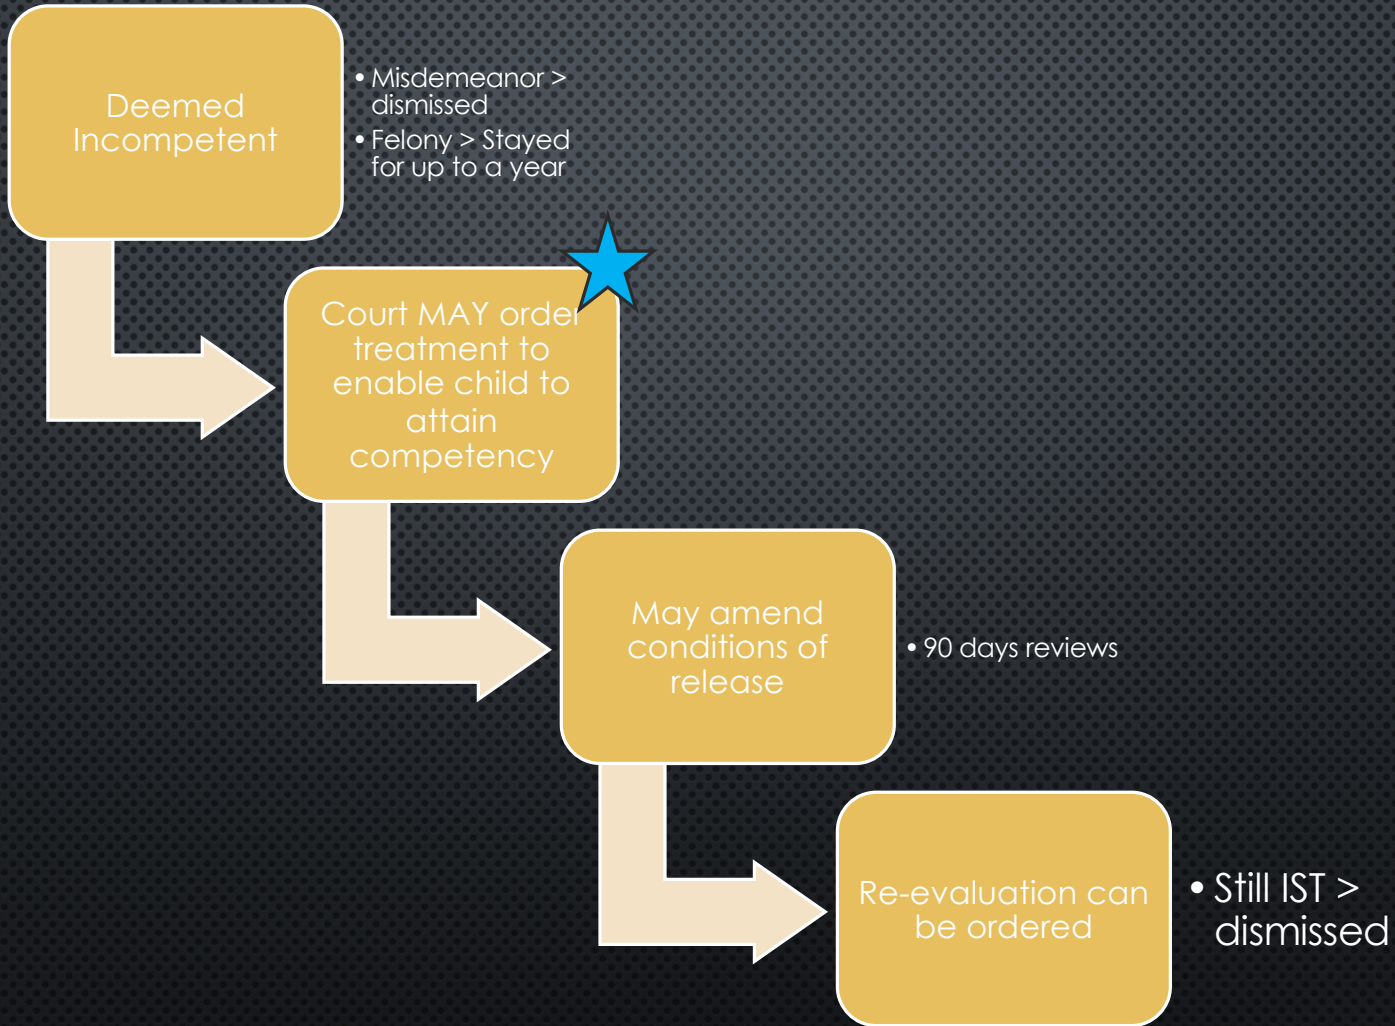 Deemed
Incompetent
• Misdemeanor >
dismissed
• Felony > Stayed
for up to a year
Court MAY order
treatment to
enable child to
attain
competency
May amend
conditions of
release
• 90 days reviews
Re-evaluation can
be ordered
• Still IST >
dismissed